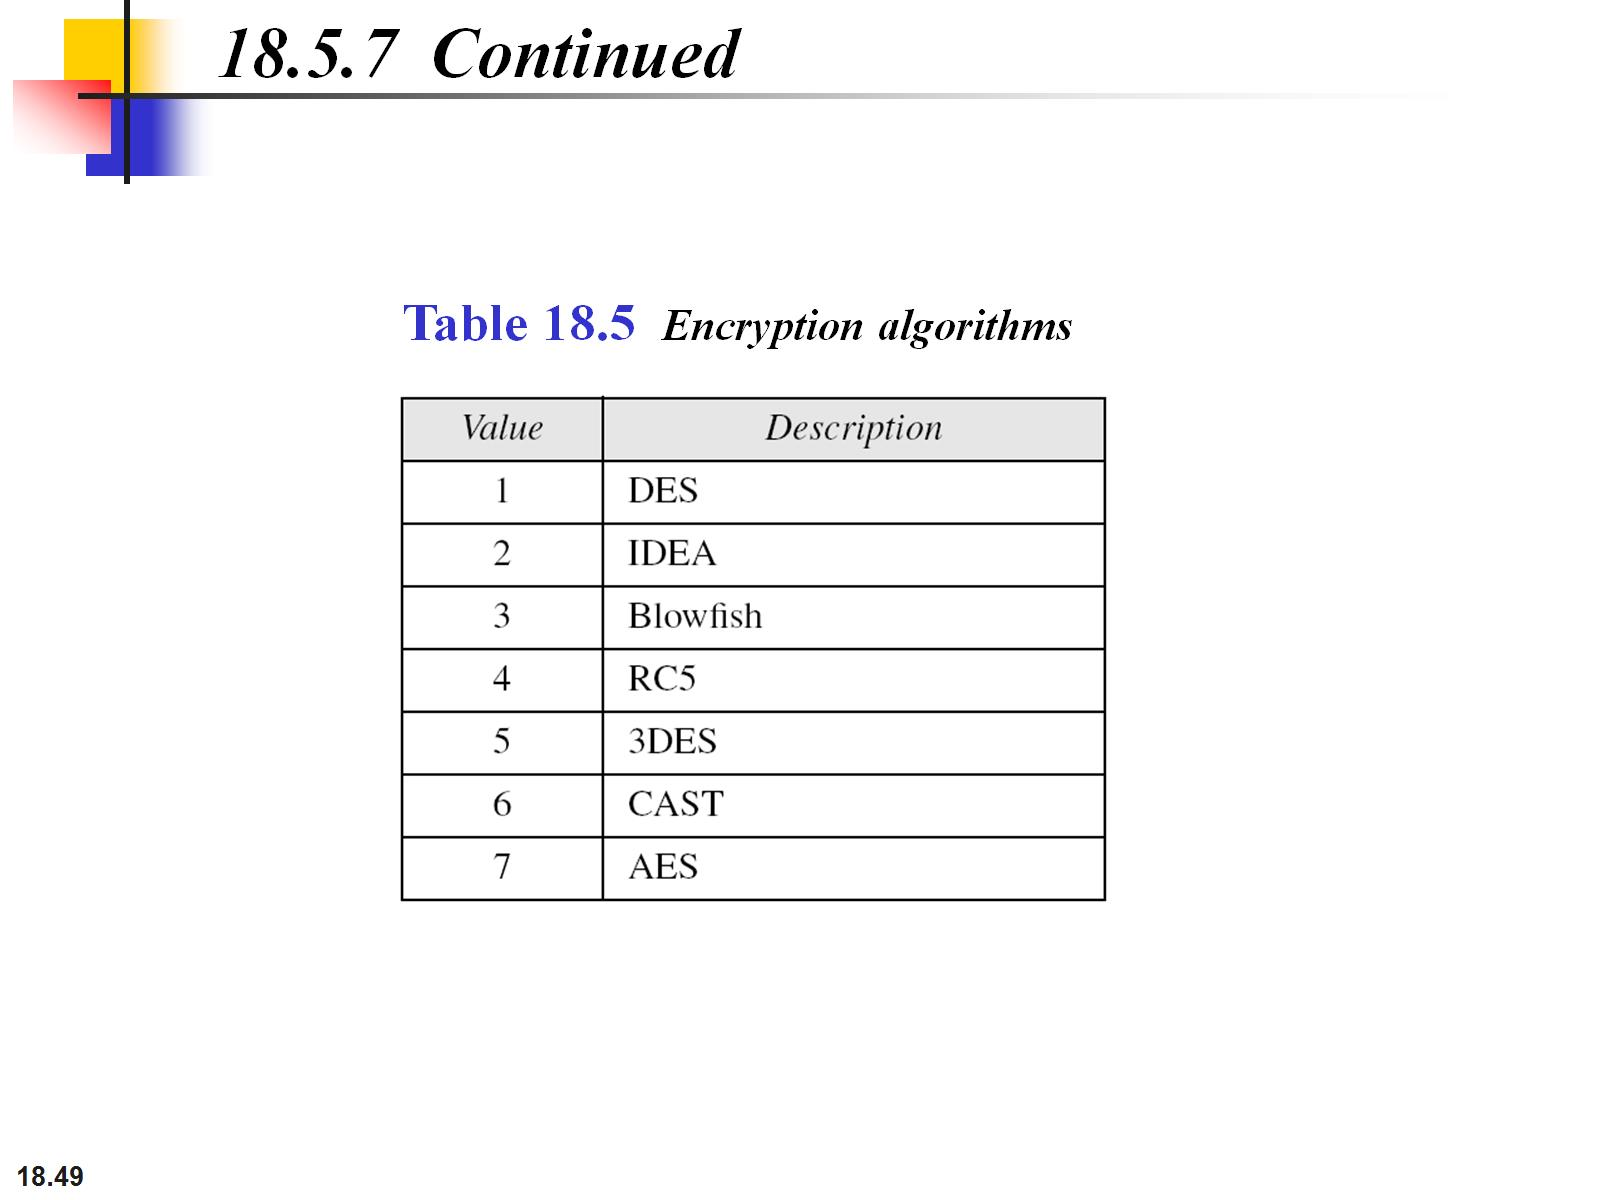 18.5.7 Continued
Table 18.5 Encryption algorithms
Value Description
1 DES
2 IDEA
3 Blowfish
4 RC5
5 3DES
6 CAST
7 AES
18.49